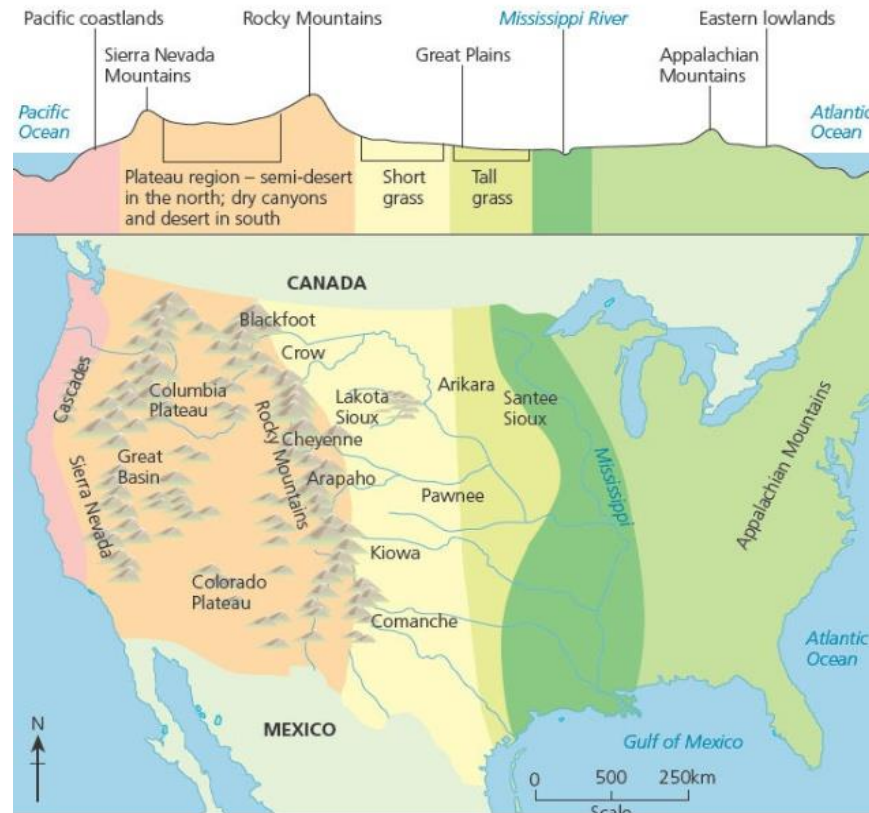 Pacific coastlands
Rocky Mountains
Mississippi River
Eastern lowlands
Sierra Nevada
Mountains
Great Plains
Appalachian
Mountains
Pacific
Ocean
Atlantic
Ocean
Plateau region – semi-desert
in the north; dry canyons
and desert in south
Short
grass
Tall
grass
CANADA
Blackfoot
Crow
Cascades
Columbia
Plateau
Rocky Mountains
Lakota
Sioux
Arikara
Santee
Sioux
Cheyenne
Great
Basin
Sierra Nevada
Arapaho
Pawnee
Mississippi
Appalachian Mountains
Kiowa
Colorado
Plateau
Comanche
Atlantic
Ocean
MEXICO
N
Gulf of Mexico
0 500 250km
Scale